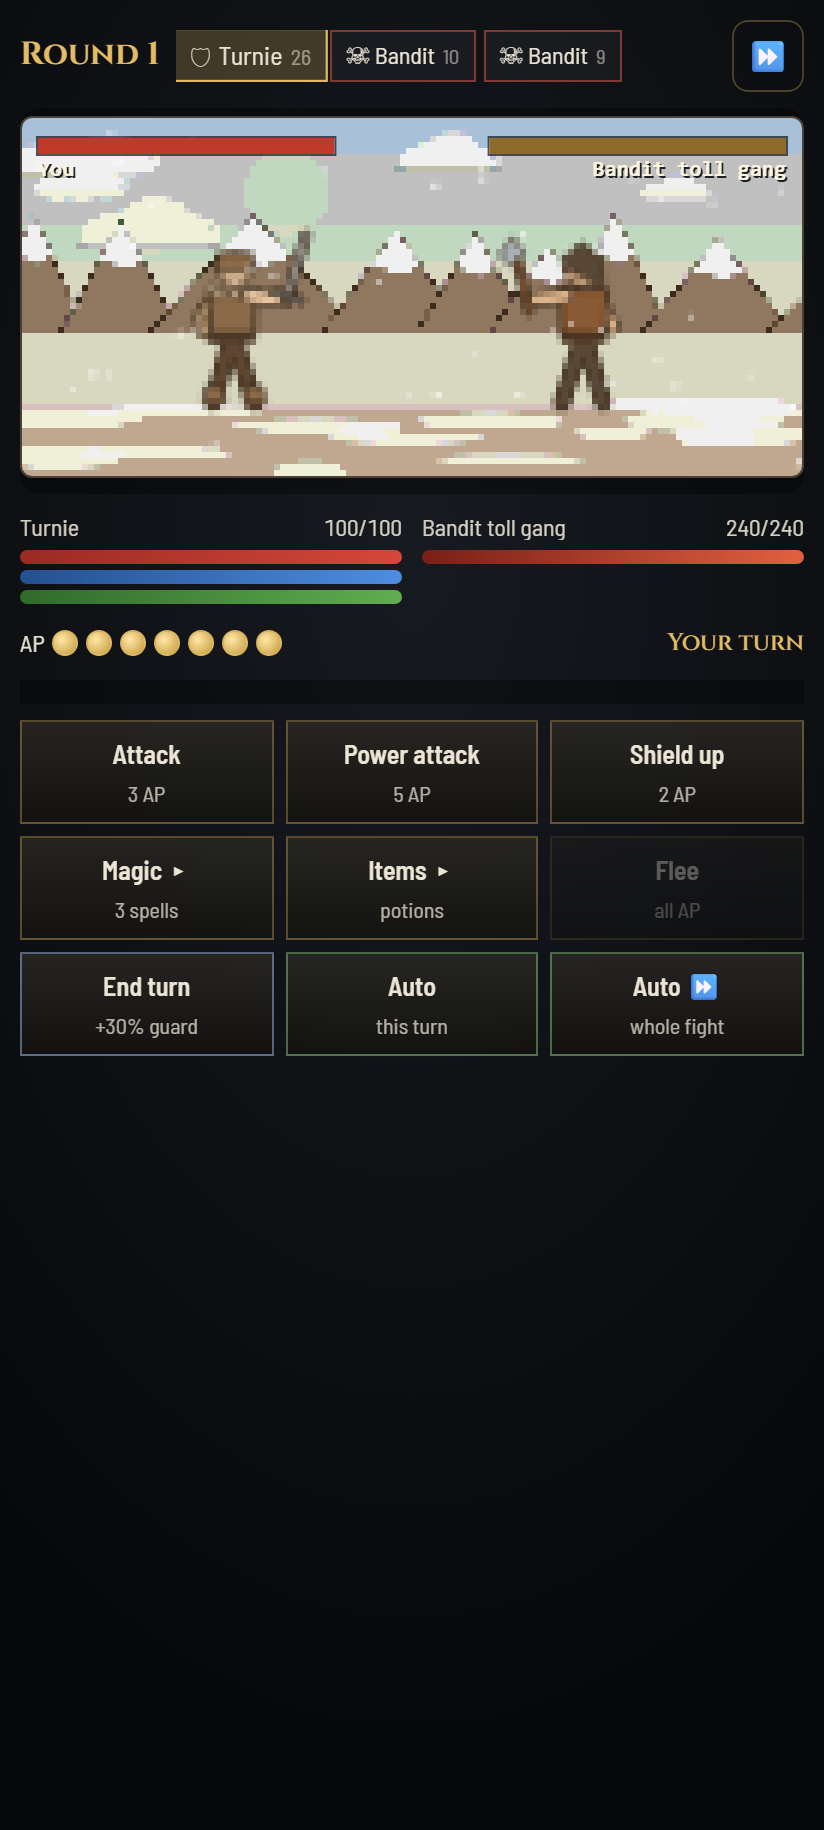 Round 1 Turnie 26 Bandit 10 Bandit 9
You Bandit toll gang
Turnie 100/100 Bandit toll gang 240/240
AP Your turn
Attack Power attack Shield up
3 AP 5 AP 2 AP
Magic ▸ Items ▸ Flee
3 spells potions all AP
End turn Auto Auto ⏩
+30% guard this turn whole fight